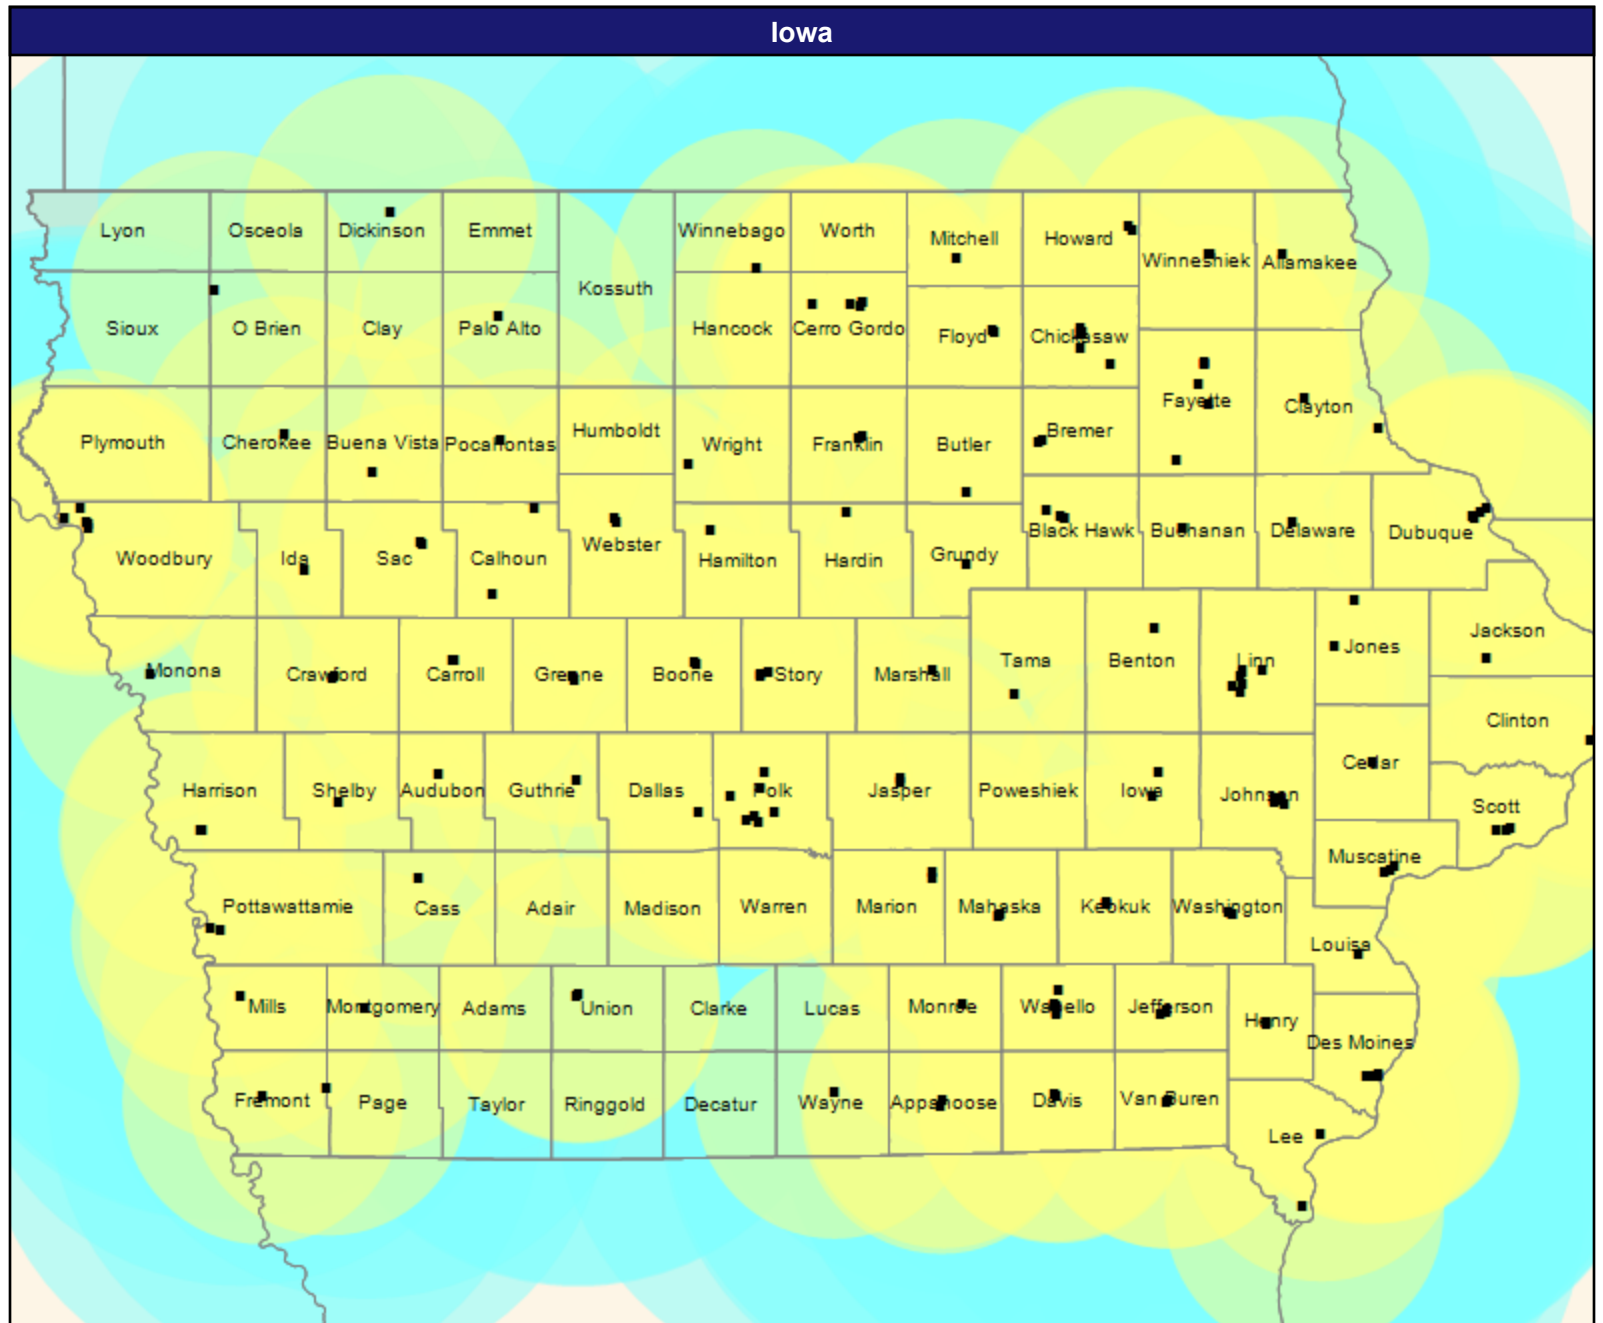 Iowa
Lyon
Osceola
Dickinson
Emmet
Winnebago
Worth
Mitchell
Howard
Winneshiek
Allamakee
Kossuth
Sioux
O Brien
Clay
Palo Alto
Hancock
Cerro Gordo
Floyd
Chickasaw
Fayette
Clayton
Plymouth
Cherokee
Buena Vista
Pocahontas
Humboldt
Wright
Franklin
Butler
Bremer
Woodbury
Ida
Sac
Calhoun
Webster
Hamilton
Hardin
Grundy
Black Hawk
Buchanan
Delaware
Dubuque
Monona
Crawford
Carroll
Greene
Boone
Story
Marshall
Tama
Benton
Linn
Jones
Jackson
Clinton
Harrison
Shelby
Audubon
Guthrie
Dallas
Polk
Jasper
Poweshiek
Iowa
Johnson
Cedar
Scott
Muscatine
Pottawattamie
Cass
Adair
Madison
Warren
Marion
Mahaska
Keokuk
Washington
Louisa
Mills
Montgomery
Adams
Union
Clarke
Lucas
Monroe
Wapello
Jefferson
Henry
Des Moines
Fremont
Page
Taylor
Ringgold
Decatur
Wayne
Appanoose
Davis
Van Buren
Lee